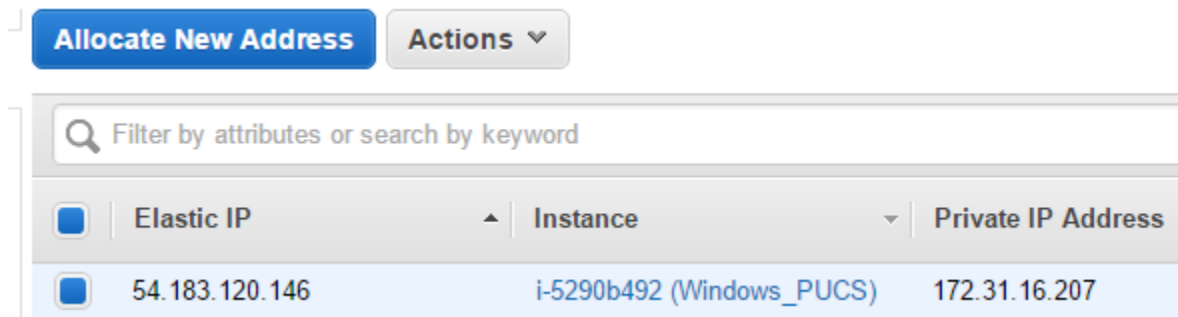 Allocate New Address Actions
Filter by attributes or search by keyword
Elastic IP Instance Private IP Address
54.183.120.146 i-5290b492 (Windows_PUCS) 172.31.16.207